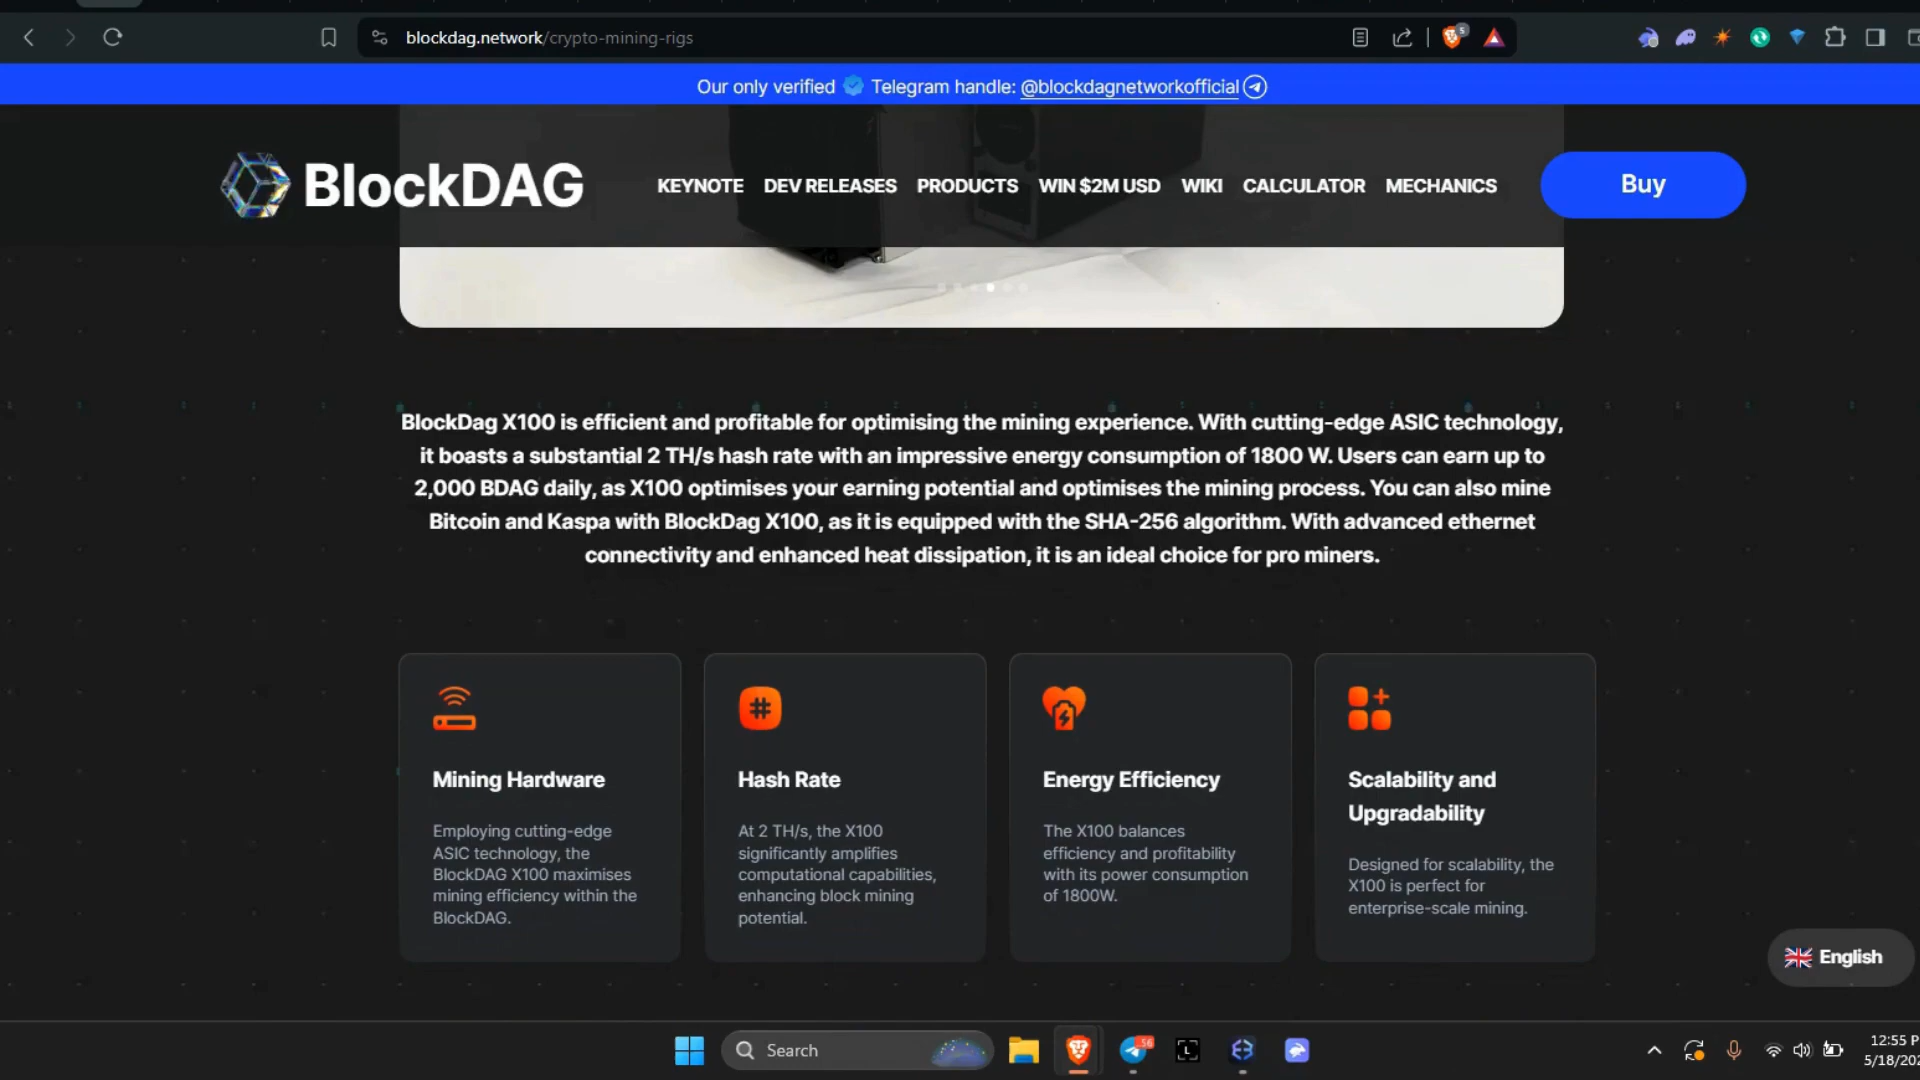 blockdag.network/crypto-mining-rigs
5
Our only verified Telegram handle: @blockdagnetworkofficial
BlockDAG
KEYNOTE DEV RELEASES PRODUCTS WIN $2M USD WIKI CALCULATOR MECHANICS
Buy
BlockDag X100 is efficient and profitable for optimising the mining experience. With cutting-edge ASIC technology,
it boasts a substantial 2 TH/s hash rate with an impressive energy consumption of 1800 W. Users can earn up to
2,000 BDAG daily, as X100 optimises your earning potential and optimises the mining process. You can also mine
Bitcoin and Kaspa with BlockDag X100, as it is equipped with the SHA-256 algorithm. With advanced ethernet
connectivity and enhanced heat dissipation, it is an ideal choice for pro miners.
Mining Hardware
Employing cutting-edge
ASIC technology, the
BlockDAG X100 maximises
mining efficiency within the
BlockDAG.
Hash Rate
At 2 TH/s, the X100
significantly amplifies
computational capabilities,
enhancing block mining
potential.
Energy Efficiency
The X100 balances
efficiency and profitability
with its power consumption
of 1800W.
Scalability and
Upgradability
Designed for scalability, the
X100 is perfect for
enterprise-scale mining.
English
Search
56
12:55 P
5/18/202